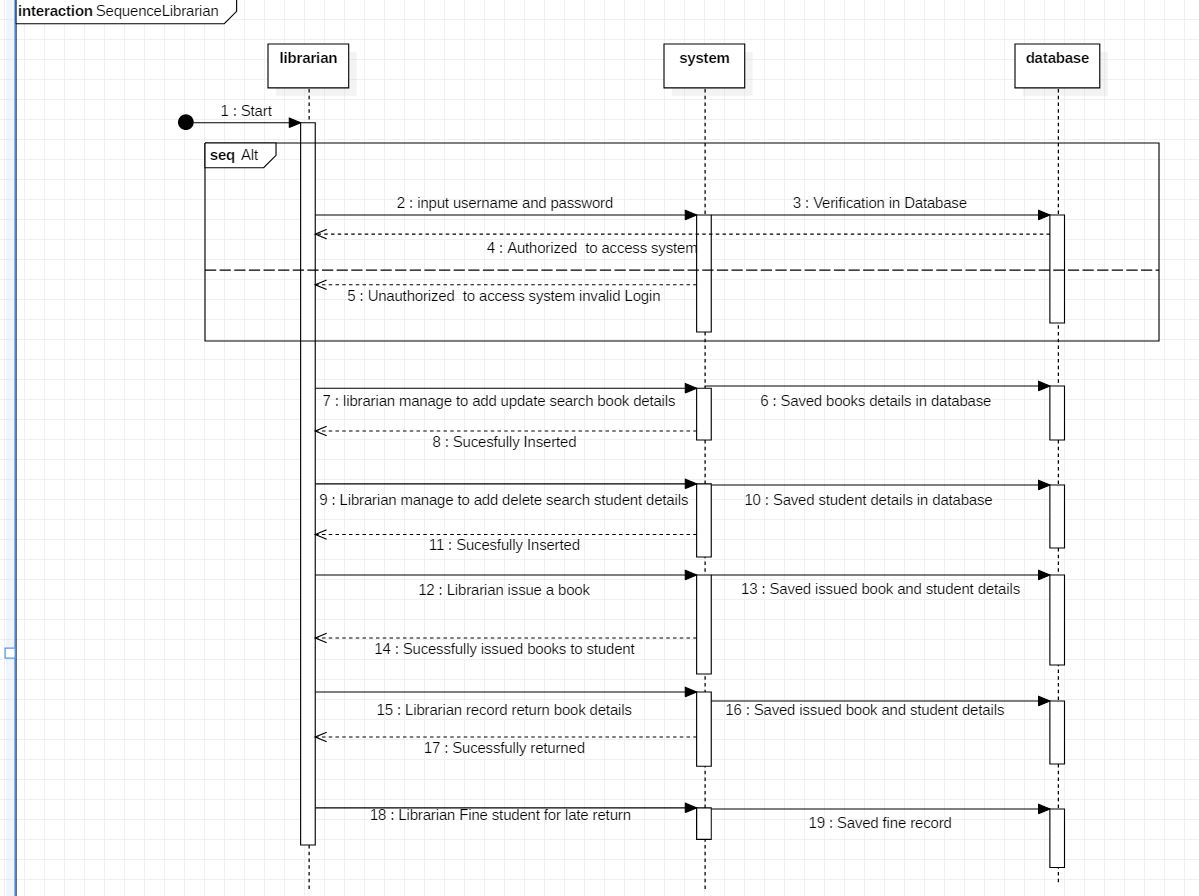 interaction SequenceLibrarian
librarian
system
database
1 : Start
seq Alt
2 : input username and password
3 : Verification in Database
4 : Authorized  to access system
5 : Unauthorized  to access system invalid Login
7 : librarian manage to add update search book details
6 : Saved books details in database
8 : Sucesfully Inserted
9 : Librarian manage to add delete search student details
10 : Saved student details in database
11 : Sucesfully Inserted
12 : Librarian issue a book
13 : Saved issued book and student details
14 : Sucessfully issued books to student
15 : Librarian record return book details
16 : Saved issued book and student details
17 : Sucessfully returned
18 : Librarian Fine student for late return
19 : Saved fine record